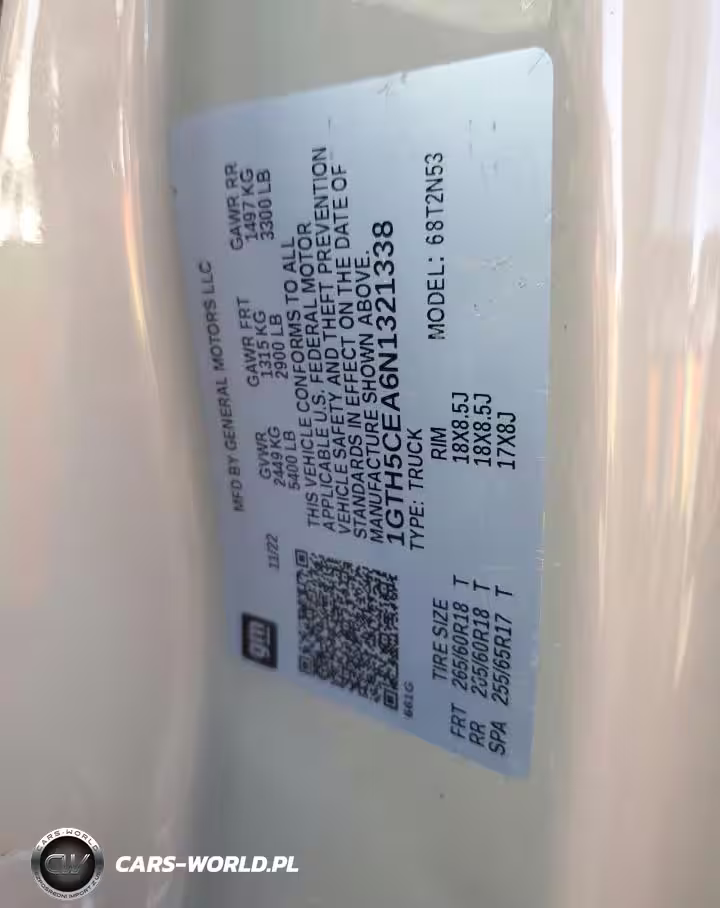 gm
11/22
MFD BY GENERAL MOTORS LLC
GVWR GAWR FRT GAWR RR
2449 KG 1315 KG 1497 KG
5400 LB 2900 LB 3300 LB
THIS VEHICLE CONFORMS TO ALL
APPLICABLE U.S. FEDERAL MOTOR
VEHICLE SAFETY AND THEFT PREVENTION
STANDARDS IN EFFECT ON THE DATE OF
MANUFACTURE SHOWN ABOVE.
1GTH5CEA6N1321338
661G
TYPE: TRUCK MODEL: 68T2N53
TIRE SIZE RIM
FRT 265/60R18 T 18X8.5J
RR 265/60R18 T 18X8.5J
SPA 255/65R17 T 17X8J
CARS-WORLD
CW
CARS-WORLD.PL